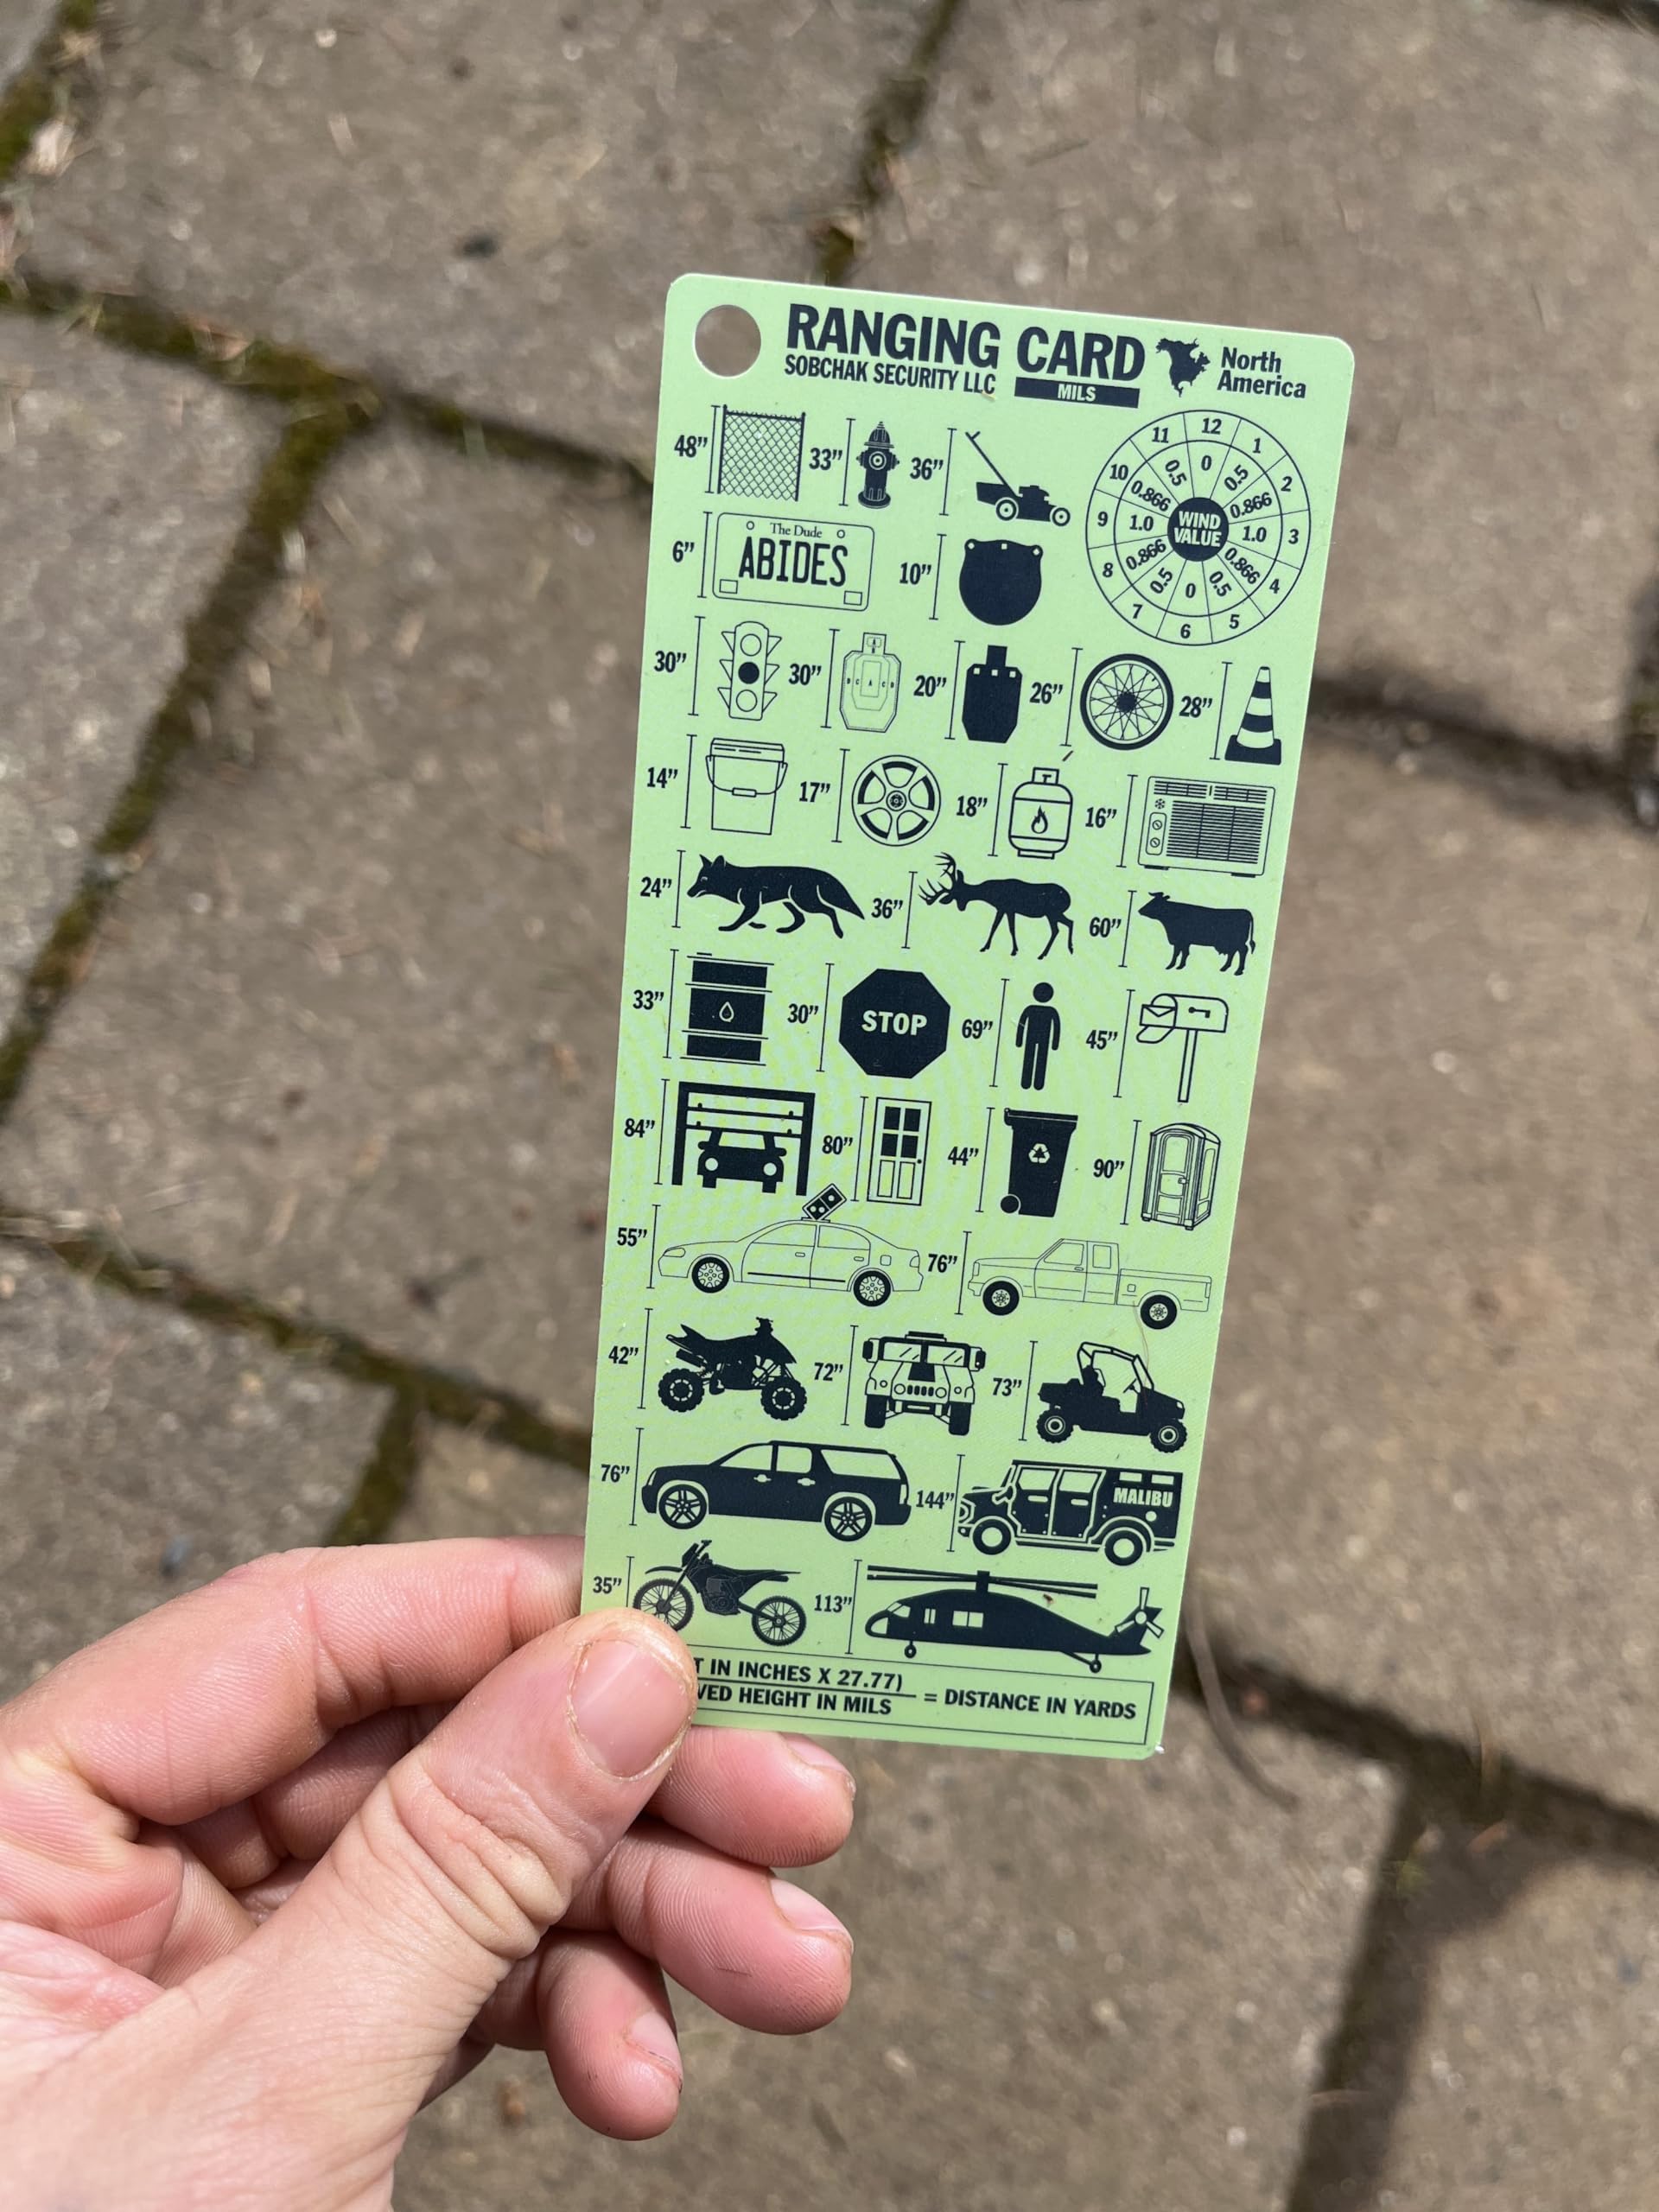 RANGING CARD
SOBCHAK SECURITY LLC
MILS
North
America
48” 33” 36”
12 1 2 3 4 5 6 7 8 9 10 11
0 0.5 0.866 1.0 0.866 0.5 0 0.5 0.866 1.0 0.866 0.5
WIND
VALUE
6” 10”
The Dude
ABIDES
30” 30” 20” 26” 28”
A
B C A C D
14” 17” 18” 16”
24” 36” 60”
33” 30” 69” 45”
STOP
84” 80” 44” 90”
55” 76”
42” 72” 73”
76” 144”
MALIBU
35” 113”
T IN INCHES X 27.77)
VED HEIGHT IN MILS
= DISTANCE IN YARDS